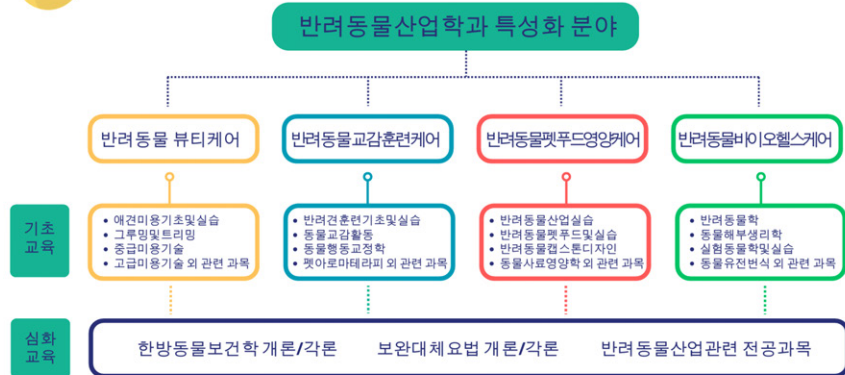 반려동물산업학과 특성화 분야
반려동물 뷰티케어
반려동물교감훈련케어
반려동물펫푸드영양케어
반려동물바이오헬스케어
기초
교육
• 애견미용기초및실습
• 그루밍및트리밍
• 중급미용기술
• 고급미용기술 외 관련 과목
• 반려견훈련기초및실습
• 동물교감활동
• 동물행동교정학
• 펫아로마테라피 외 관련 과목
• 반려동물산업실습
• 반려동물펫푸드및실습
• 반려동물캡스톤디자인
• 동물사료영양학 외 관련 과목
• 반려동물학
• 동물해부생리학
• 실험동물학및실습
• 동물유전번식 외 관련 과목
심화
교육
한방동물보건학 개론/각론 보완대체요법 개론/각론 반려동물산업관련 전공과목